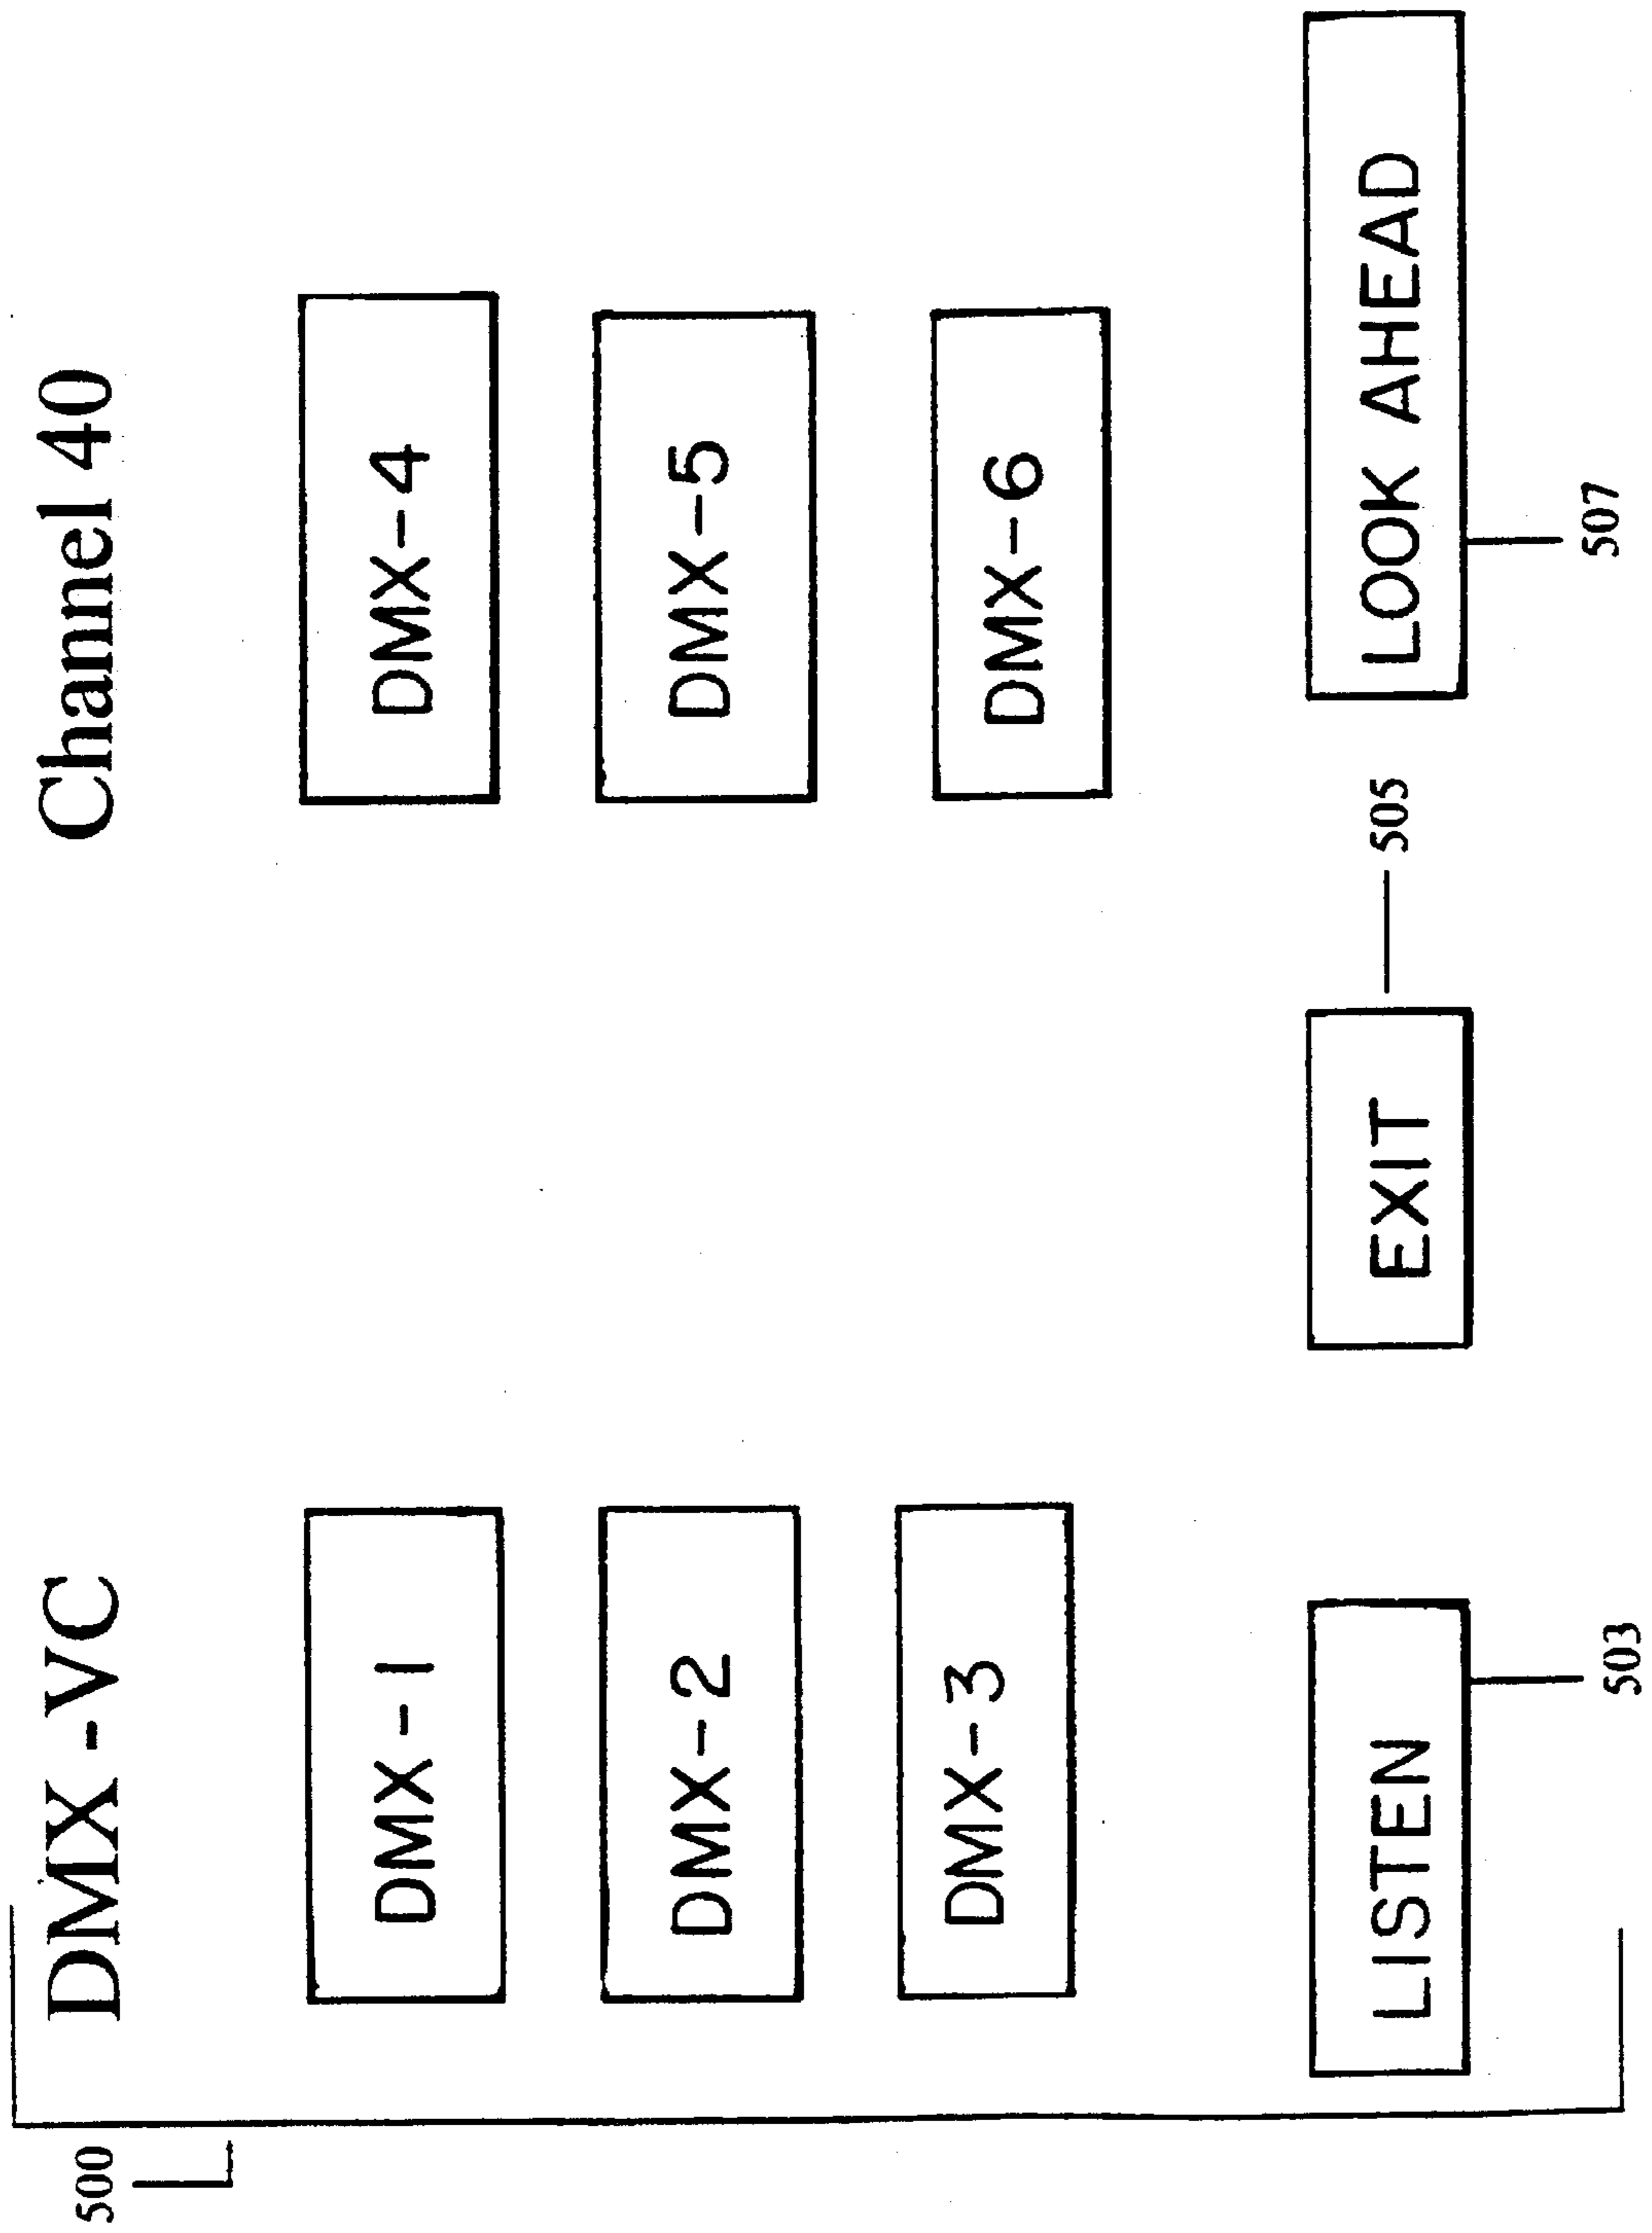 500
DMX-VC
Channel 40
DMX-1
DMX-4
DMX-2
DMX-5
DMX-3
DMX-6
LISTEN
EXIT
505
LOOK AHEAD
503
507